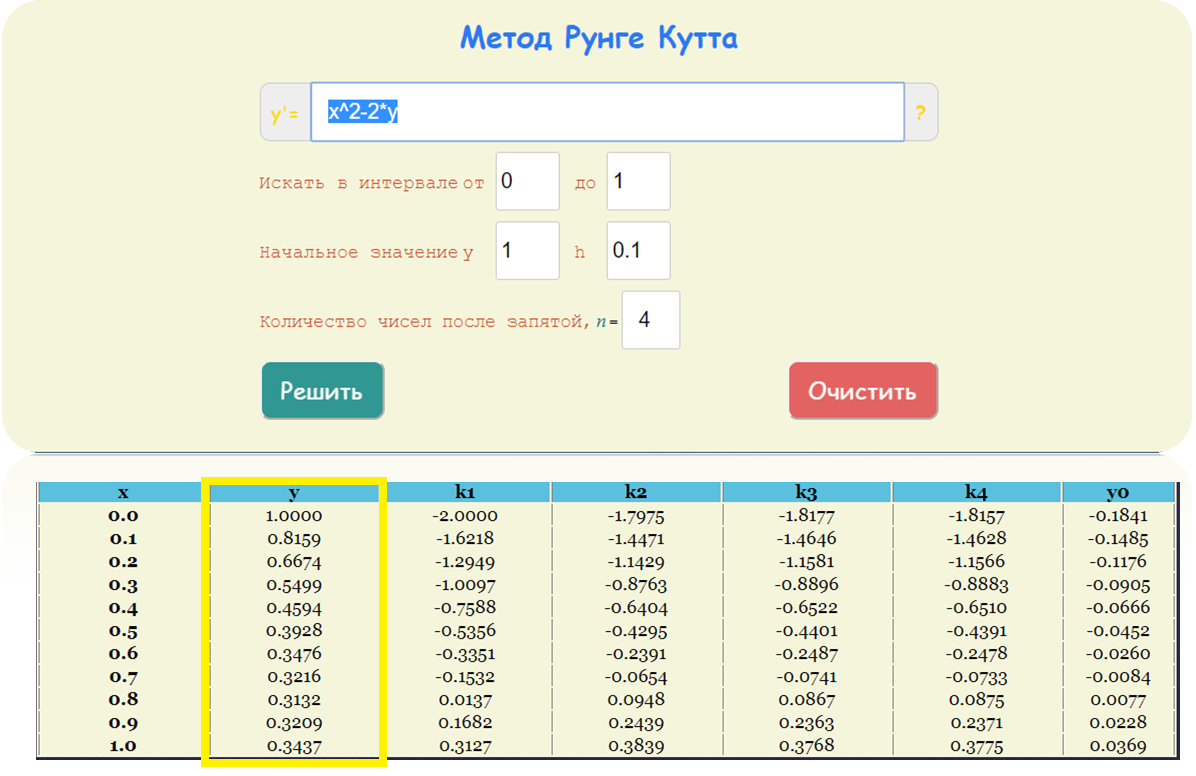 Метод Рунге Кутта
y'= x^2-2*y ?
Искать в интервале от 0 до 1
Начальное значение y 1 h 0.1
Количество чисел после запятой, n= 4
Решить Очистить
x y k1 k2 k3 k4 y0
0.0 1.0000 -2.0000 -1.7975 -1.8177 -1.8157 -0.1841
0.1 0.8159 -1.6218 -1.4471 -1.4646 -1.4628 -0.1485
0.2 0.6674 -1.2949 -1.1429 -1.1581 -1.1566 -0.1176
0.3 0.5499 -1.0097 -0.8763 -0.8896 -0.8883 -0.0905
0.4 0.4594 -0.7588 -0.6404 -0.6522 -0.6510 -0.0666
0.5 0.3928 -0.5356 -0.4295 -0.4401 -0.4391 -0.0452
0.6 0.3476 -0.3351 -0.2391 -0.2487 -0.2478 -0.0260
0.7 0.3216 -0.1532 -0.0654 -0.0741 -0.0733 -0.0084
0.8 0.3132 0.0137 0.0948 0.0867 0.0875 0.0077
0.9 0.3209 0.1682 0.2439 0.2363 0.2371 0.0228
1.0 0.3437 0.3127 0.3839 0.3768 0.3775 0.0369